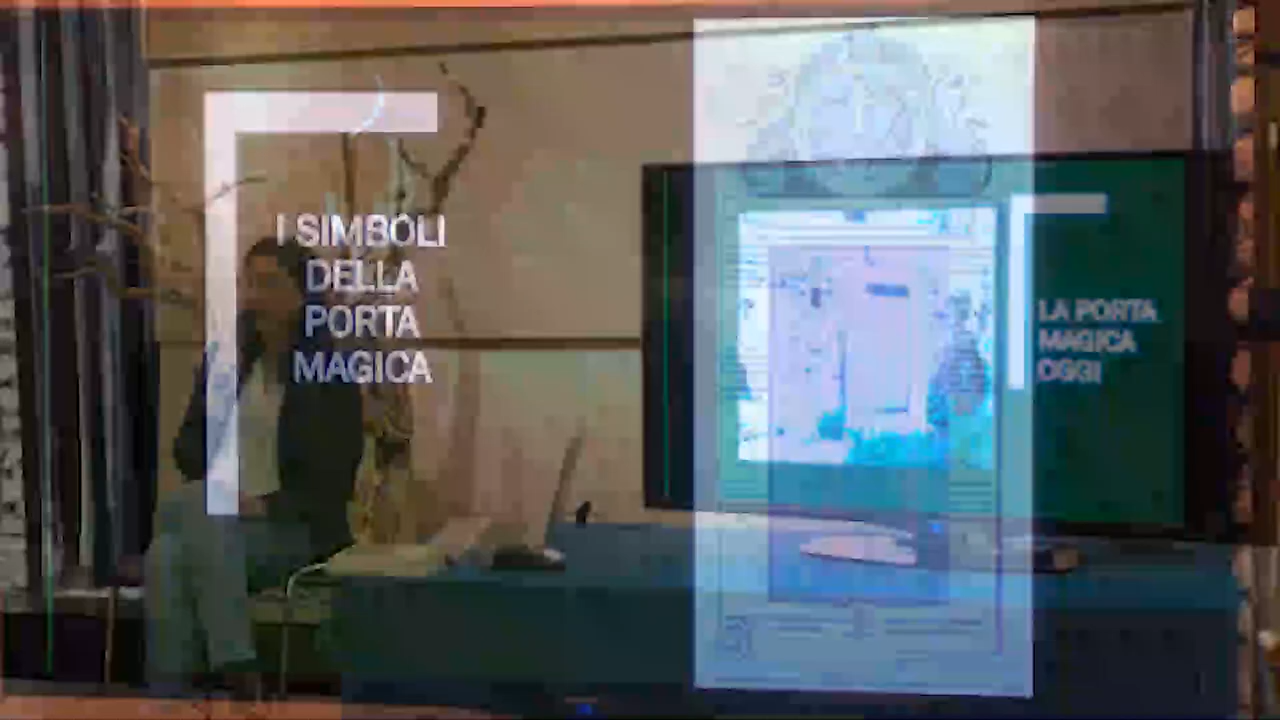 I SIMBOLI
DELLA
PORTA
MAGICA
LA PORTA
MAGICA
OGGI